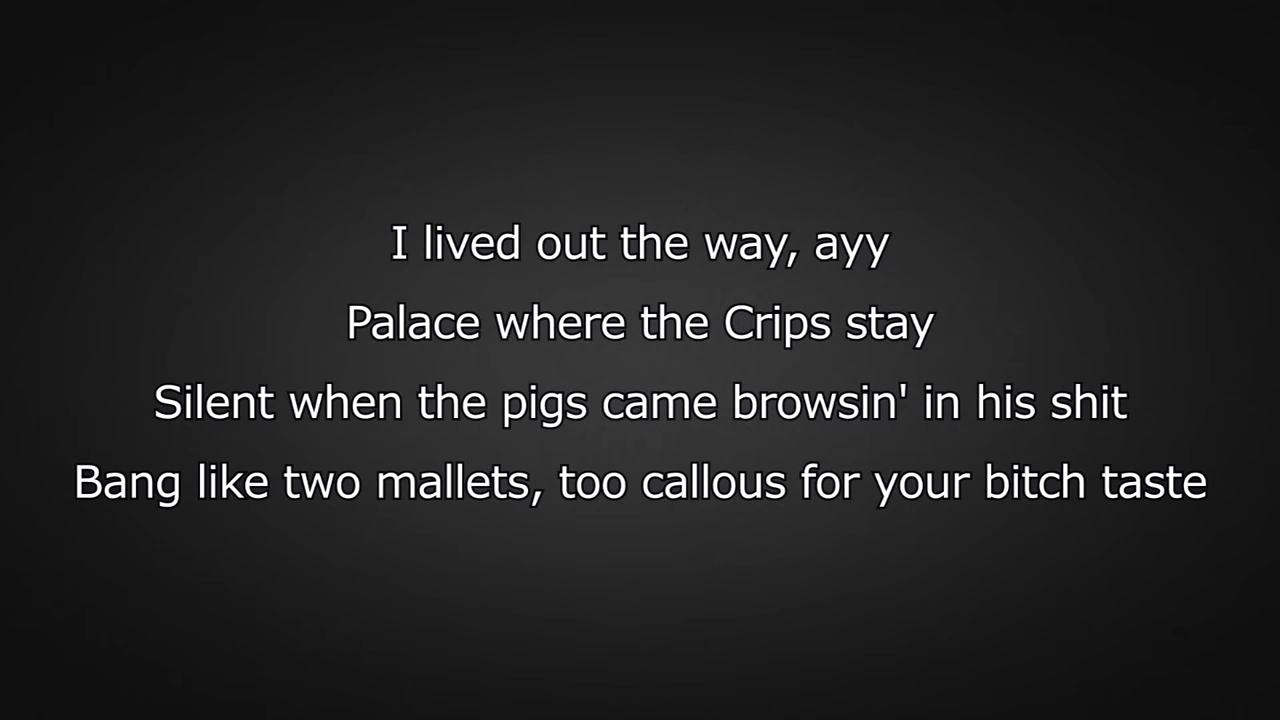 I lived out the way, ayy
Palace where the Crips stay
Silent when the pigs came browsin' in his shit
Bang like two mallets, too callous for your bitch taste